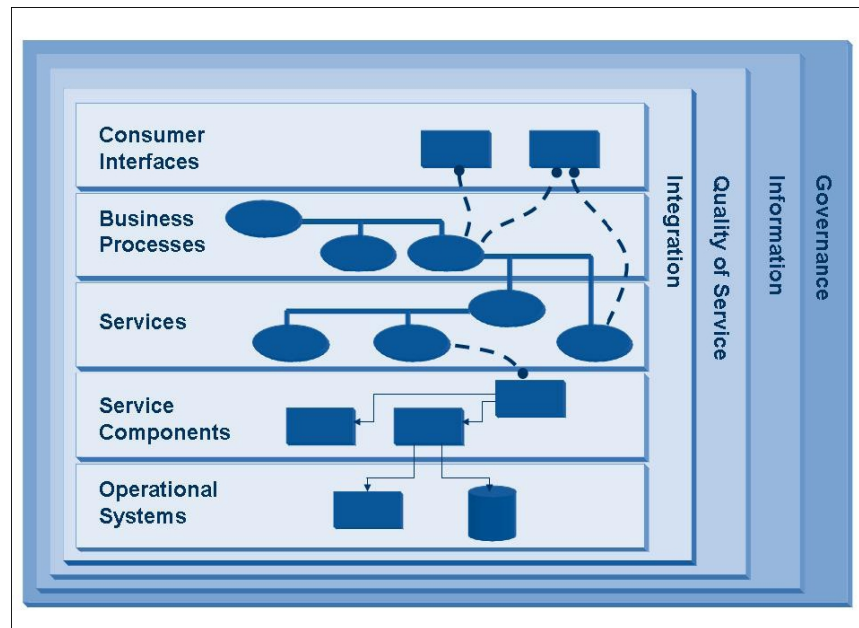 Consumer
Interfaces
Business
Processes
Services
Service
Components
Operational
Systems
Integration
Quality of Service
Information
Governance